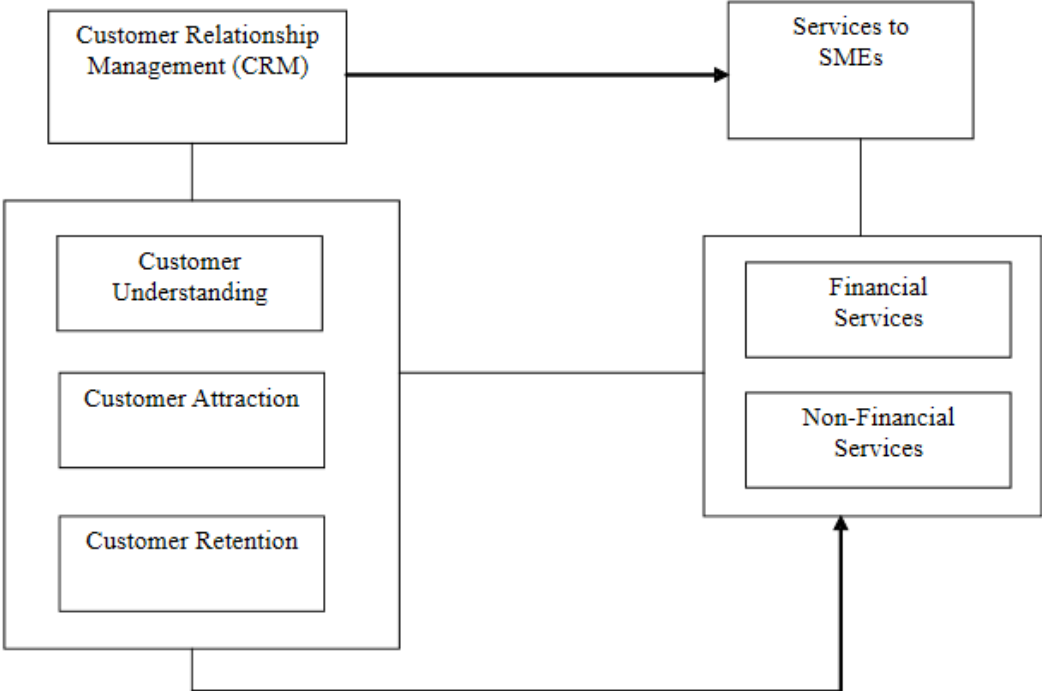 Customer Relationship
Management (CRM)
Services to
SMEs
Customer
Understanding
Customer Attraction
Customer Retention
Financial
Services
Non-Financial
Services